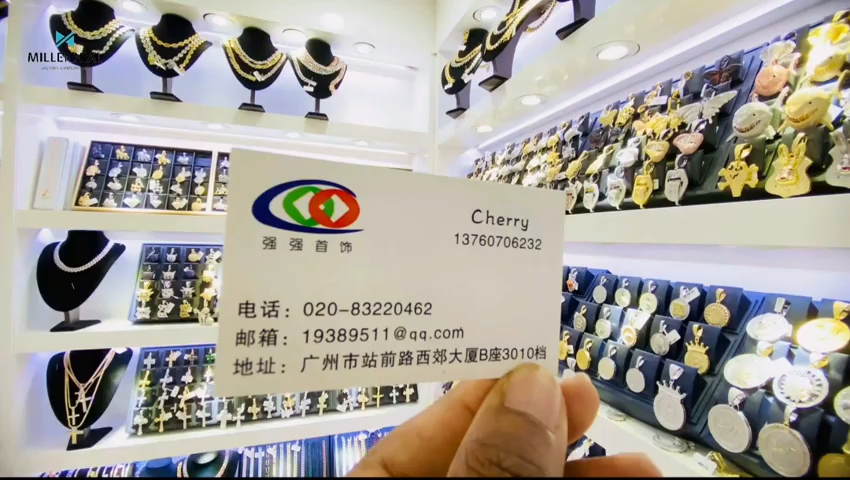 强强首饰
Cherry
13760706232
电话：020-83220462
邮箱：19389511@qq.com
地址：广州市站前路西郊大厦B座3010档